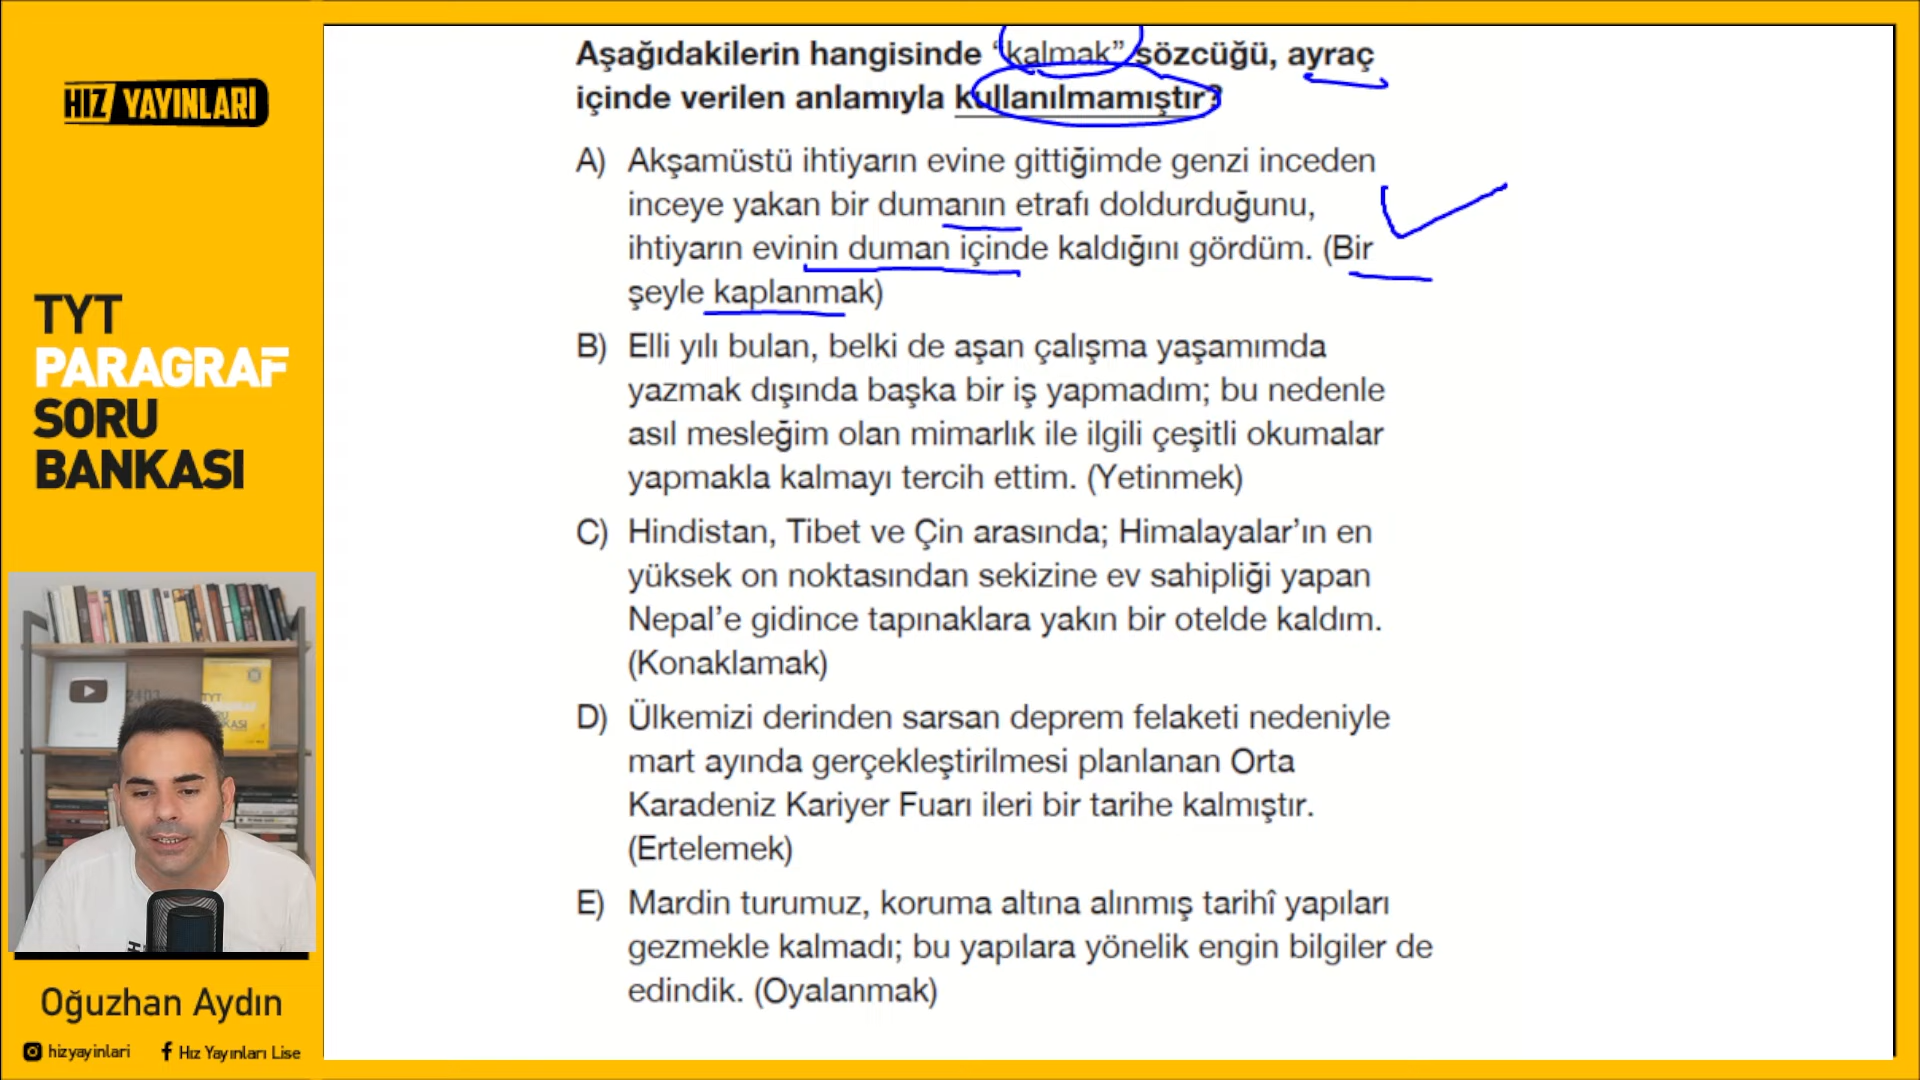 HIZ YAYINLARI
TYT
PARAGRAF
SORU
BANKASI
Oğuzhan Aydın
hizyayinlari
Hız Yayınları Lise
Aşağıdakilerin hangisinde “kalmak” sözcüğü, ayraç
içinde verilen anlamıyla kullanılmamıştır?
A) Akşamüstü ihtiyarın evine gittiğimde genzi inceden
inceye yakan bir dumanın etrafı doldurduğunu,
ihtiyarın evinin duman içinde kaldığını gördüm. (Bir
şeyle kaplanmak)
B) Elli yılı bulan, belki de aşan çalışma yaşamımda
yazmak dışında başka bir iş yapmadım; bu nedenle
asıl mesleğim olan mimarlık ile ilgili çeşitli okumalar
yapmakla kalmayı tercih ettim. (Yetinmek)
C) Hindistan, Tibet ve Çin arasında; Himalayalar’ın en
yüksek on noktasından sekizine ev sahipliği yapan
Nepal’e gidince tapınaklara yakın bir otelde kaldım.
(Konaklamak)
D) Ülkemizi derinden sarsan deprem felaketi nedeniyle
mart ayında gerçekleştirilmesi planlanan Orta
Karadeniz Kariyer Fuarı ileri bir tarihe kalmıştır.
(Ertelemek)
E) Mardin turumuz, koruma altına alınmış tarihî yapıları
gezmekle kalmadı; bu yapılara yönelik engin bilgiler de
edindik. (Oyalanmak)